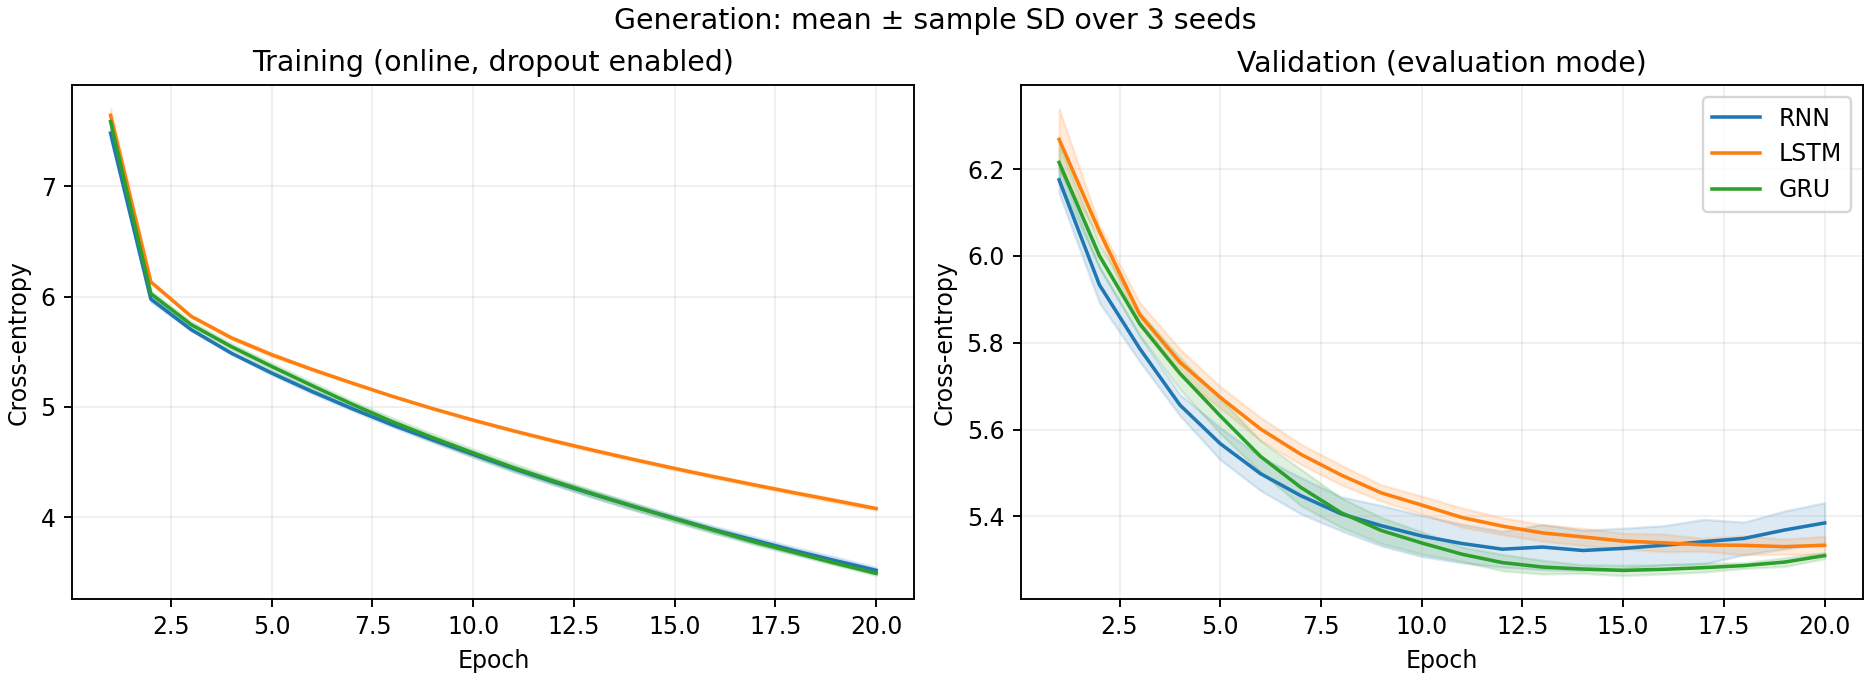 Generation: mean ± sample SD over 3 seeds
Training (online, dropout enabled)
Cross-entropy
7
6
5
4
2.5 5.0 7.5 10.0 12.5 15.0 17.5 20.0
Epoch
Validation (evaluation mode)
Cross-entropy
6.2
6.0
5.8
5.6
5.4
RNN
LSTM
GRU
2.5 5.0 7.5 10.0 12.5 15.0 17.5 20.0
Epoch